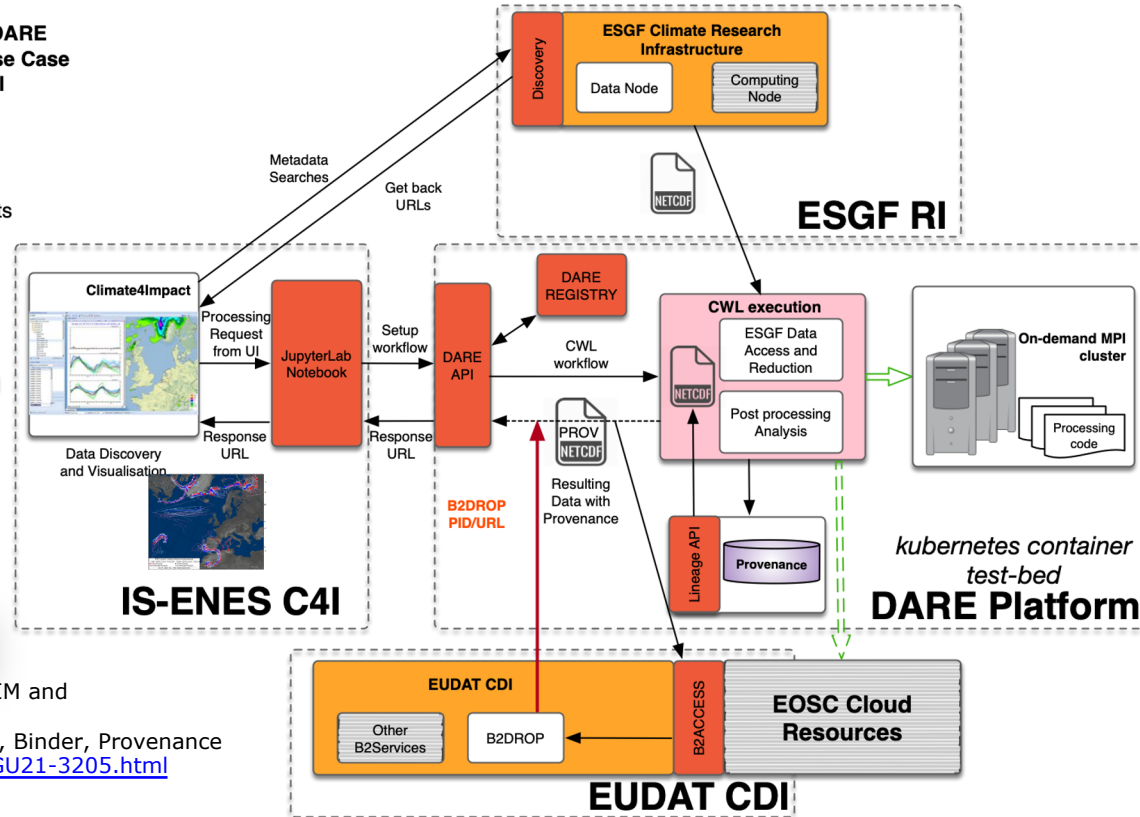 DARE
se Case
I
ts
Discovery
ESGF Climate Research
Infrastructure
Data Node
Computing
Node
Metadata
Searches
Get back
URLs
NETCDF
ESGF RI
Climate4Impact
Processing
Request
from UI
JupyterLab
Notebook
Setup
workflow
DARE
API
DARE
REGISTRY
CWL
workflow
CWL execution
ESGF Data
Access and
Reduction
NETCDF
Post processing
Analysis
On-demand MPI
cluster
Processing
code
Response
URL
Response
URL
PROV
NETCDF
Data Discovery
and Visualisation
B2DROP
PID/URL
Resulting
Data with
Provenance
Lineage API
Provenance
kubernetes container
test-bed
IS-ENES C4I
DARE Platform
EUDAT CDI
Other
B2Services
B2DROP
B2ACCESS
EOSC Cloud
Resources
EUDAT CDI
IM and
, Binder, Provenance
GU21-3205.html